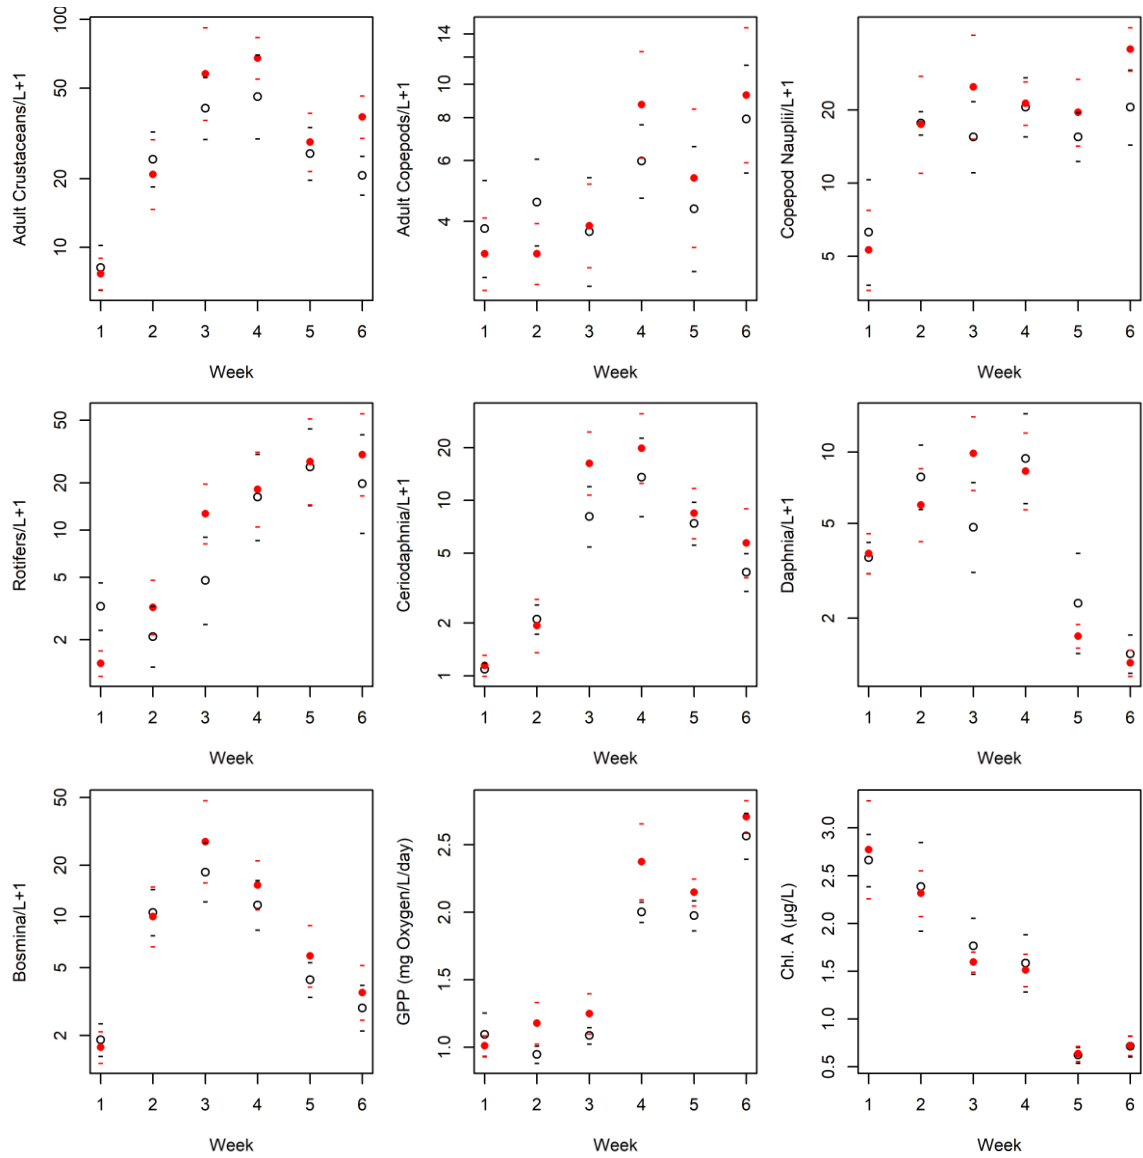 Adult Crustaceans/L+1
100
50
20
10
1 2 3 4 5 6
Week
Adult Copepods/L+1
14
10
8
6
4
1 2 3 4 5 6
Week
Copepod Nauplii/L+1
20
10
5
1 2 3 4 5 6
Week
Rotifers/L+1
50
20
10
5
2
1 2 3 4 5 6
Week
Ceriodaphnia/L+1
20
10
5
2
1
1 2 3 4 5 6
Week
Daphnia/L+1
10
5
2
1 2 3 4 5 6
Week
Bosmina/L+1
50
20
10
5
2
1 2 3 4 5 6
Week
GPP (mg Oxygen/L/day)
2.5
2.0
1.5
1.0
1 2 3 4 5 6
Week
Chl. A (µg/L)
3.0
2.5
2.0
1.5
1.0
0.5
1 2 3 4 5 6
Week